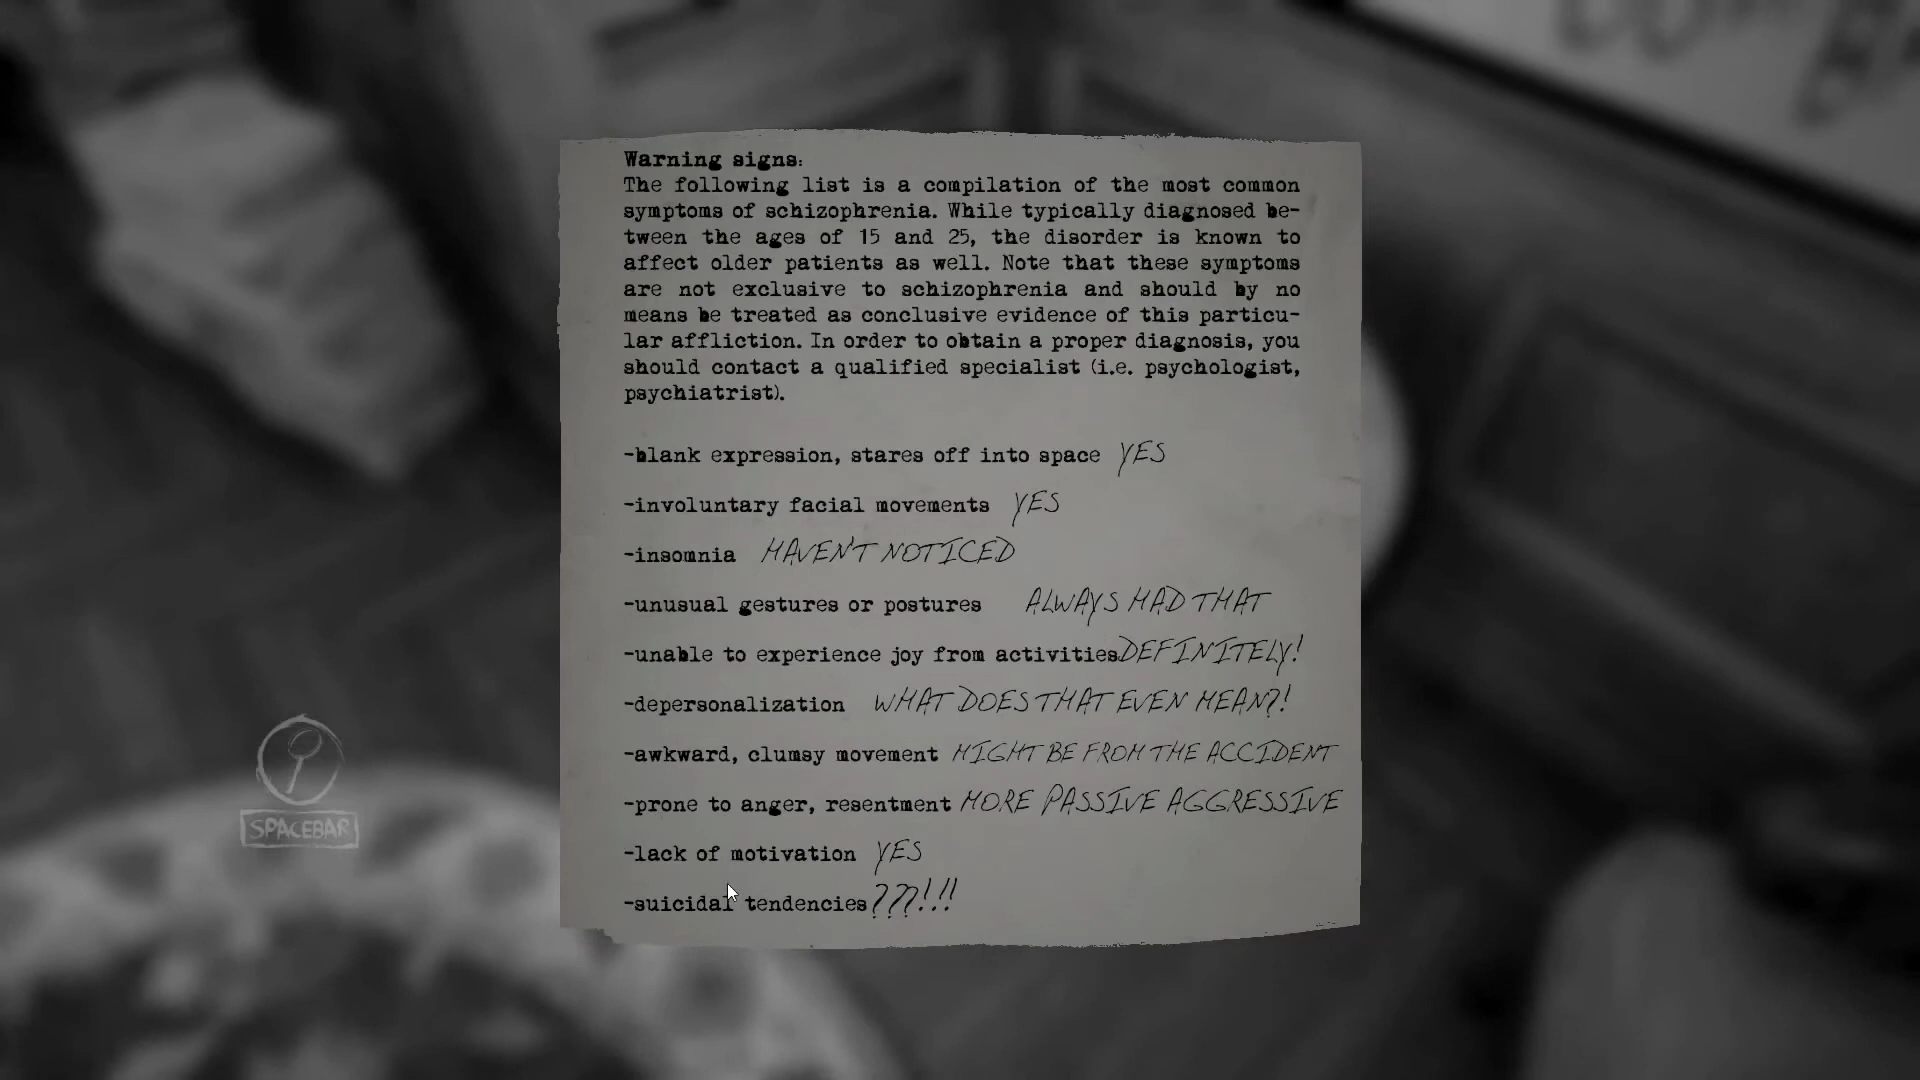 Warning signs:
The following list is a compilation of the most common
symptoms of schizophrenia. While typically diagnosed be-
tween the ages of 15 and 25, the disorder is known to
affect older patients as well. Note that these symptoms
are not exclusive to schizophrenia and should by no
means be treated as conclusive evidence of this particu-
lar affliction. In order to obtain a proper diagnosis, you
should contact a qualified specialist (i.e. psychologist,
psychiatrist).
-blank expression, stares off into space YES
-involuntary facial movements YES
-insomnia HAVEN'T NOTICED
-unusual gestures or postures ALWAYS HAD THAT
-unable to experience joy from activities DEFINITELY!
-depersonalization WHAT DOES THAT EVEN MEAN?!
-awkward, clumsy movement MIGHT BE FROM THE ACCIDENT
-prone to anger, resentment MORE PASSIVE AGGRESSIVE
-lack of motivation YES
-suicidal tendencies ???!!!
SPACEBAR